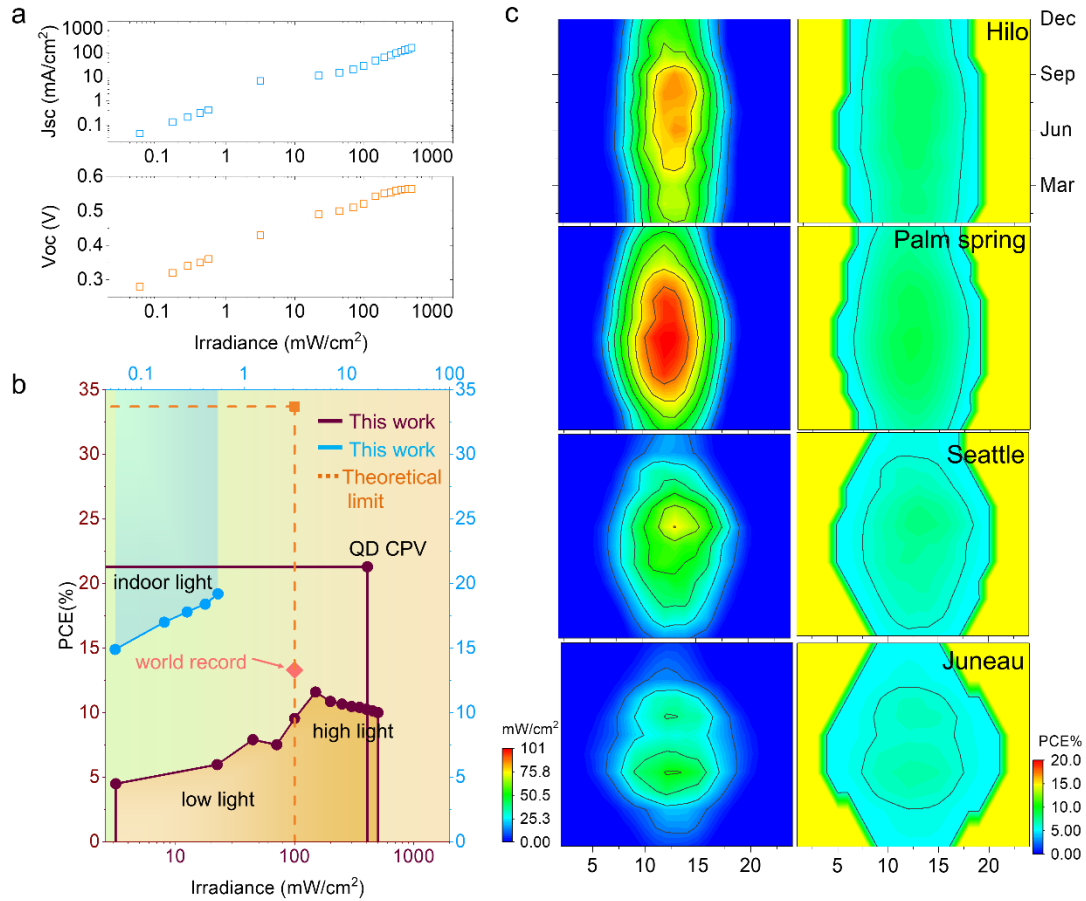 a
1000
100
10
1
0.1
Jsc (mA/cm²)
0.1 1 10 100 1000
0.6
0.5
0.4
0.3
Voc (V)
0.1 1 10 100 1000
Irradiance (mW/cm²)
b
0.1 1 10 100
35
30
25
20
15
10
5
0
PCE(%)
35
30
25
20
15
10
5
0
This work
This work
Theoretical
limit
QD CPV
indoor light
world record
high light
low light
10 100 1000
Irradiance (mW/cm²)
c
Hilo
Dec
Sep
Jun
Mar
Palm spring
Seattle
Juneau
mW/cm²
101
75.8
50.5
25.3
0.00
PCE%
20.0
15.0
10.0
5.00
0.00
5 10 15 20
5 10 15 20